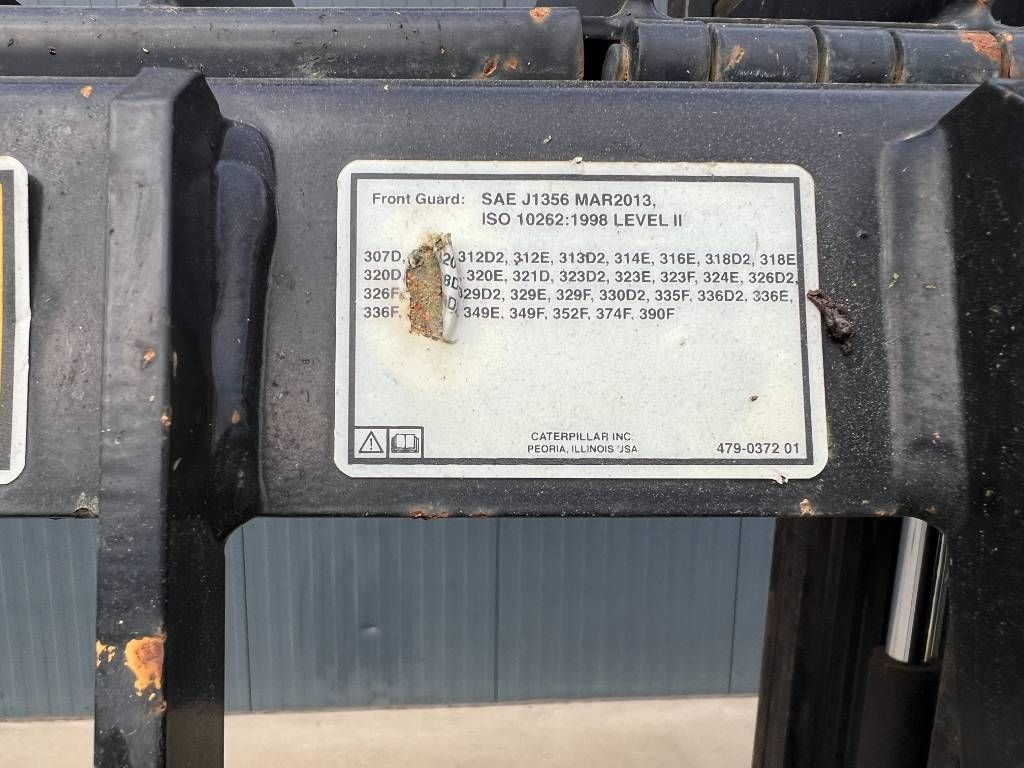 Front Guard: SAE J1356 MAR2013,
ISO 10262:1998 LEVEL II
307D, 312D2, 312E, 313D2, 314E, 316E, 318D2, 318E
320D 320E, 321D, 323D2, 323E, 323F, 324E, 326D2,
326F 329D2, 329E, 329F, 330D2, 335F, 336D2, 336E,
336F, 349E, 349F, 352F, 374F, 390F
CATERPILLAR INC.
PEORIA, ILLINOIS USA
479-0372 01